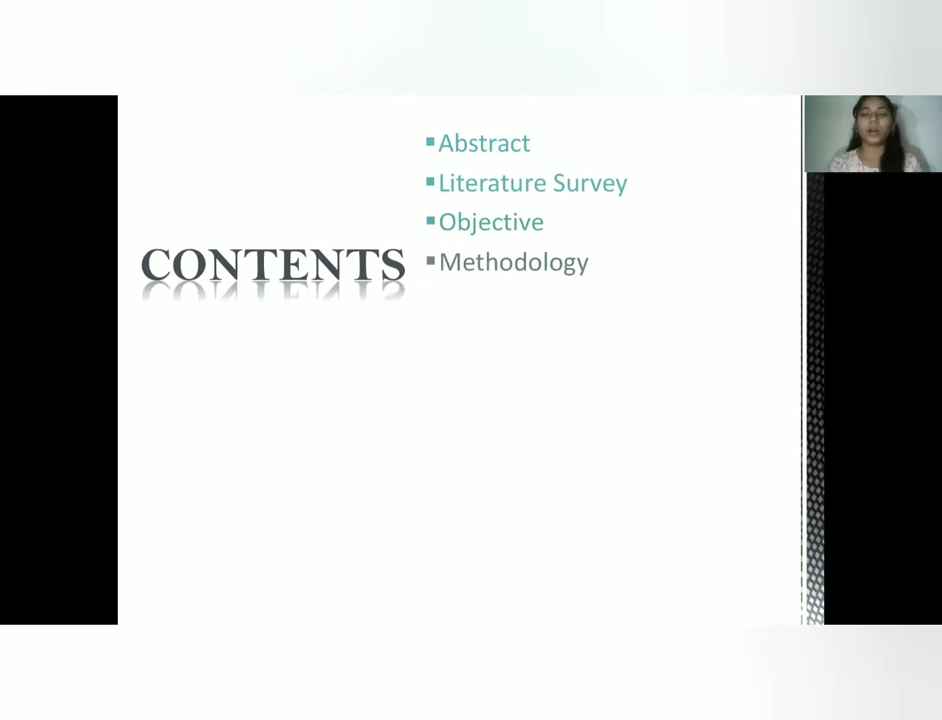 CONTENTS
▪Abstract
▪Literature Survey
▪Objective
▪Methodology